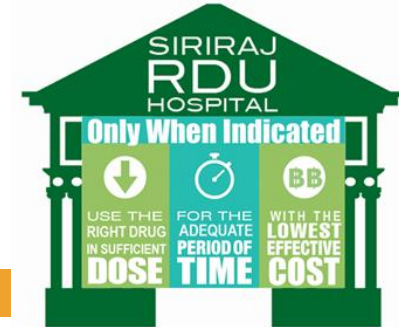 SIRIRAJ
RDU
HOSPITAL
Only When Indicated
USE THE
RIGHT DRUG
IN SUFFICIENT
DOSE
FOR THE
ADEQUATE
PERIOD OF
TIME
BB
WITH THE
LOWEST
EFFECTIVE
COST